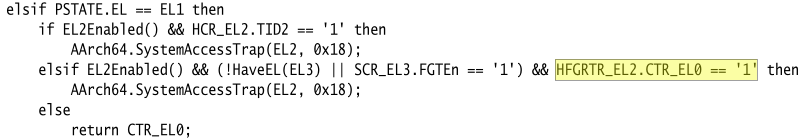 elsif PSTATE.EL == EL1 then
if EL2Enabled() && HCR_EL2.TID2 == '1' then
AArch64.SystemAccessTrap(EL2, 0x18);
elsif EL2Enabled() && (!HaveEL(EL3) || SCR_EL3.FGTEn == '1') && HFGRTR_EL2.CTR_EL0 == '1' then
AArch64.SystemAccessTrap(EL2, 0x18);
else
return CTR_EL0;